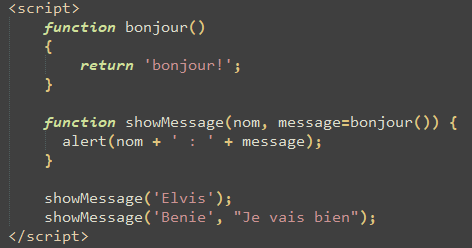 <script>
function bonjour()
{
return 'bonjour!';
}
function showMessage(nom, message=bonjour()) {
alert(nom + ' : ' + message);
}
showMessage('Elvis');
showMessage('Benie', "Je vais bien");
</script>